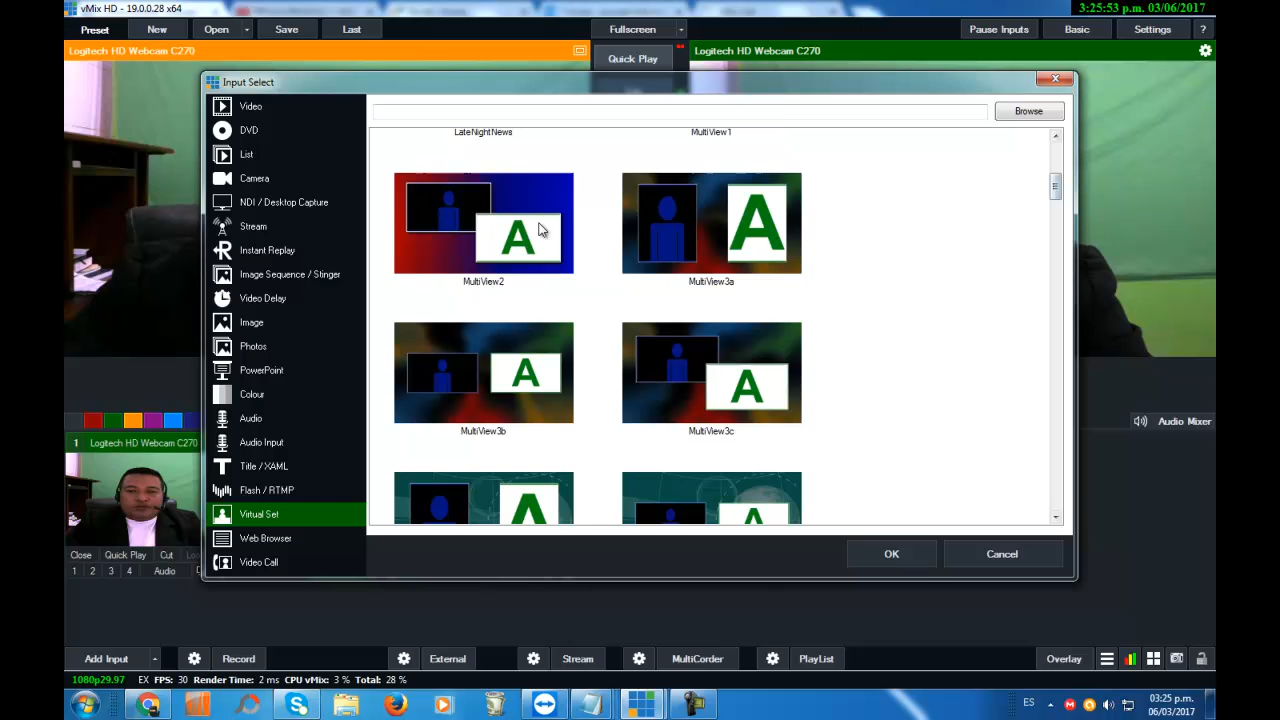 vMix HD - 19.0.0.28 x64
3:25:53 p.m. 03/06/2017
Preset
New
Open
Save
Last
Fullscreen
Pause Inputs
Basic
Settings
?
Logitech HD Webcam C270
Quick Play
Logitech HD Webcam C270
Input Select
Video
DVD
List
Camera
NDI / Desktop Capture
Stream
Instant Replay
Image Sequence / Stinger
Video Delay
Image
Photos
PowerPoint
Colour
Audio
Audio Input
Title / XAML
Flash / RTMP
Virtual Set
Web Browser
Video Call
Browse
LateNightNews
MultiView1
A
A
MultiView2
MultiView3a
A
A
MultiView3b
MultiView3c
A
A
OK
Cancel
Audio Mixer
1 Logitech HD Webcam C270
Close
Quick Play
Cut
1 2 3 4 Audio
Add Input
Record
External
Stream
MultiCorder
PlayList
Overlay
1080p29.97 EX FPS: 30 Render Time: 2 ms CPU vMix: 3 % Total: 28 %
ES
03:25 p.m.
06/03/2017